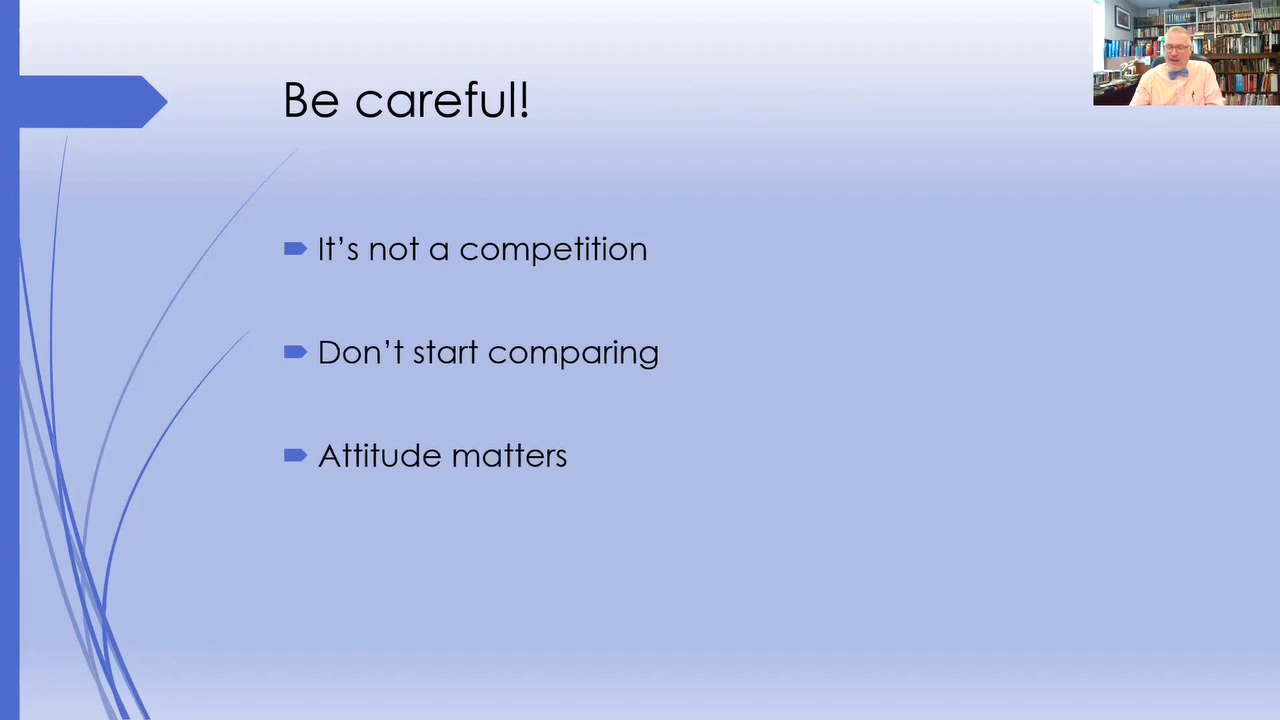 Be careful!
It’s not a competition
Don’t start comparing
Attitude matters